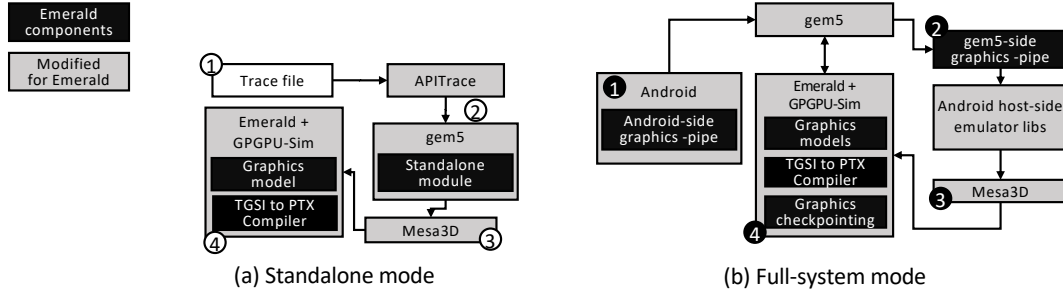 Emerald
components
Modified
for Emerald
1
Trace file
APITrace
2
Emerald +
GPGPU-Sim
Graphics
model
TGSI to PTX
Compiler
4
gem5
Standalone
module
Mesa3D
3
(a) Standalone mode
gem5
2
gem5-side
graphics -pipe
1
Android
Android-side
graphics -pipe
Emerald +
GPGPU-Sim
Graphics
models
TGSI to PTX
Compiler
Graphics
checkpointing
4
Android host-side
emulator libs
Mesa3D
3
(b) Full-system mode